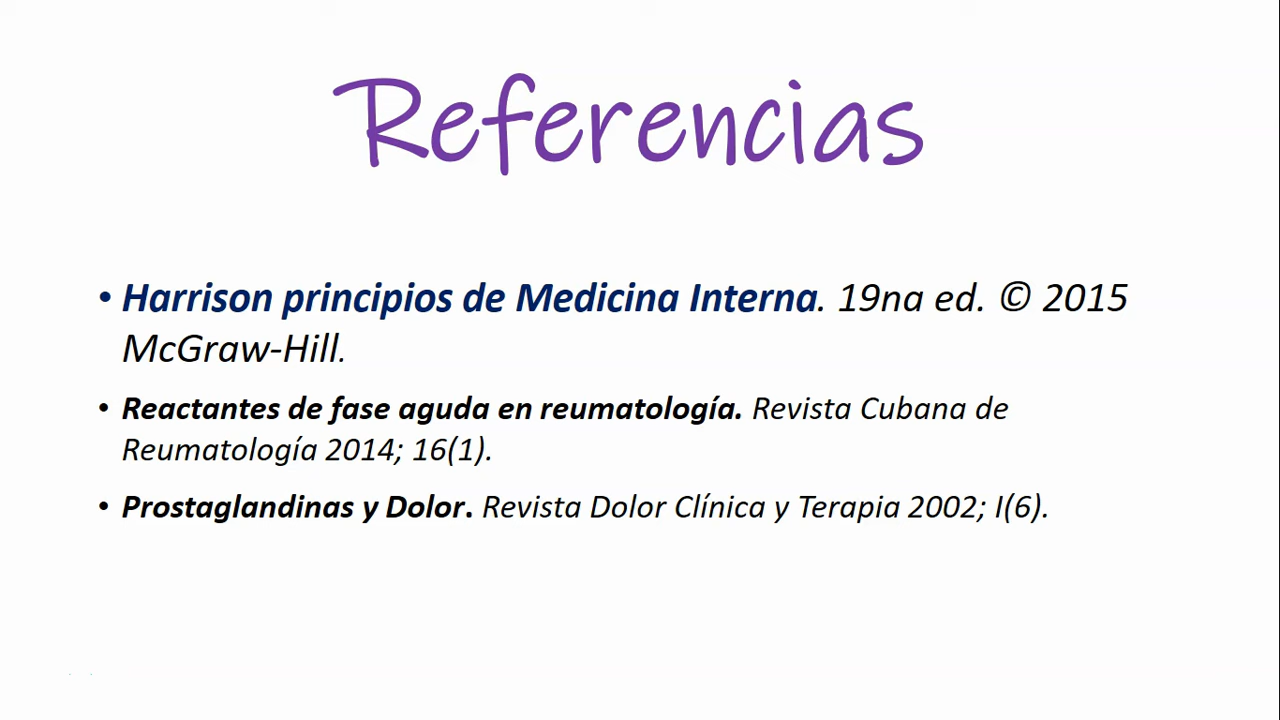 Referencias
• Harrison principios de Medicina Interna. 19na ed. © 2015
McGraw-Hill.
• Reactantes de fase aguda en reumatología. Revista Cubana de
Reumatología 2014; 16(1).
• Prostaglandinas y Dolor. Revista Dolor Clínica y Terapia 2002; I(6).